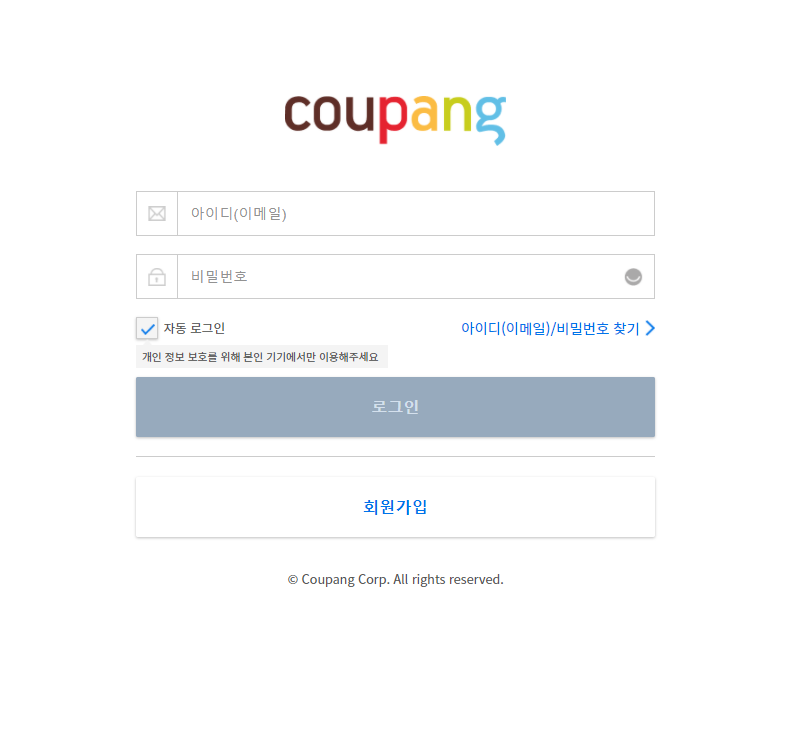 coupang
아이디(이메일)
비밀번호
자동 로그인
아이디(이메일)/비밀번호 찾기
개인 정보 보호를 위해 본인 기기에서만 이용해주세요
로그인
회원가입
© Coupang Corp. All rights reserved.